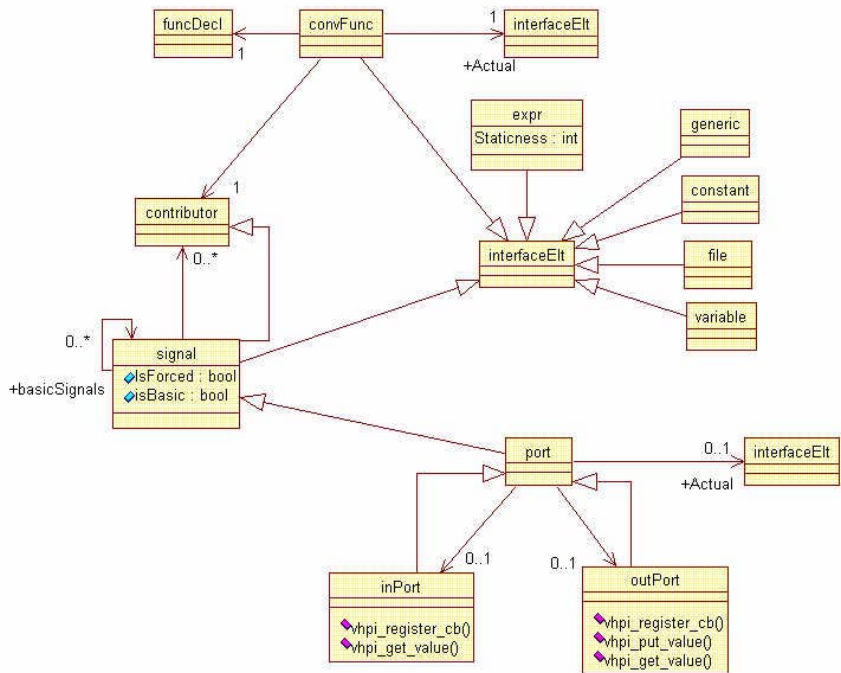 funcDecl
convFunc
interfaceElt
1
1
+Actual
expr
Staticness : int
generic
constant
1
contributor
interfaceElt
file
0..*
variable
0..*
signal
IsForced : bool
isBasic : bool
+basicSignals
port
0..1
interfaceElt
+Actual
0..1
0..1
inPort
outPort
vhpi_register_cb()
vhpi_get_value()
vhpi_register_cb()
vhpi_put_value()
vhpi_get_value()